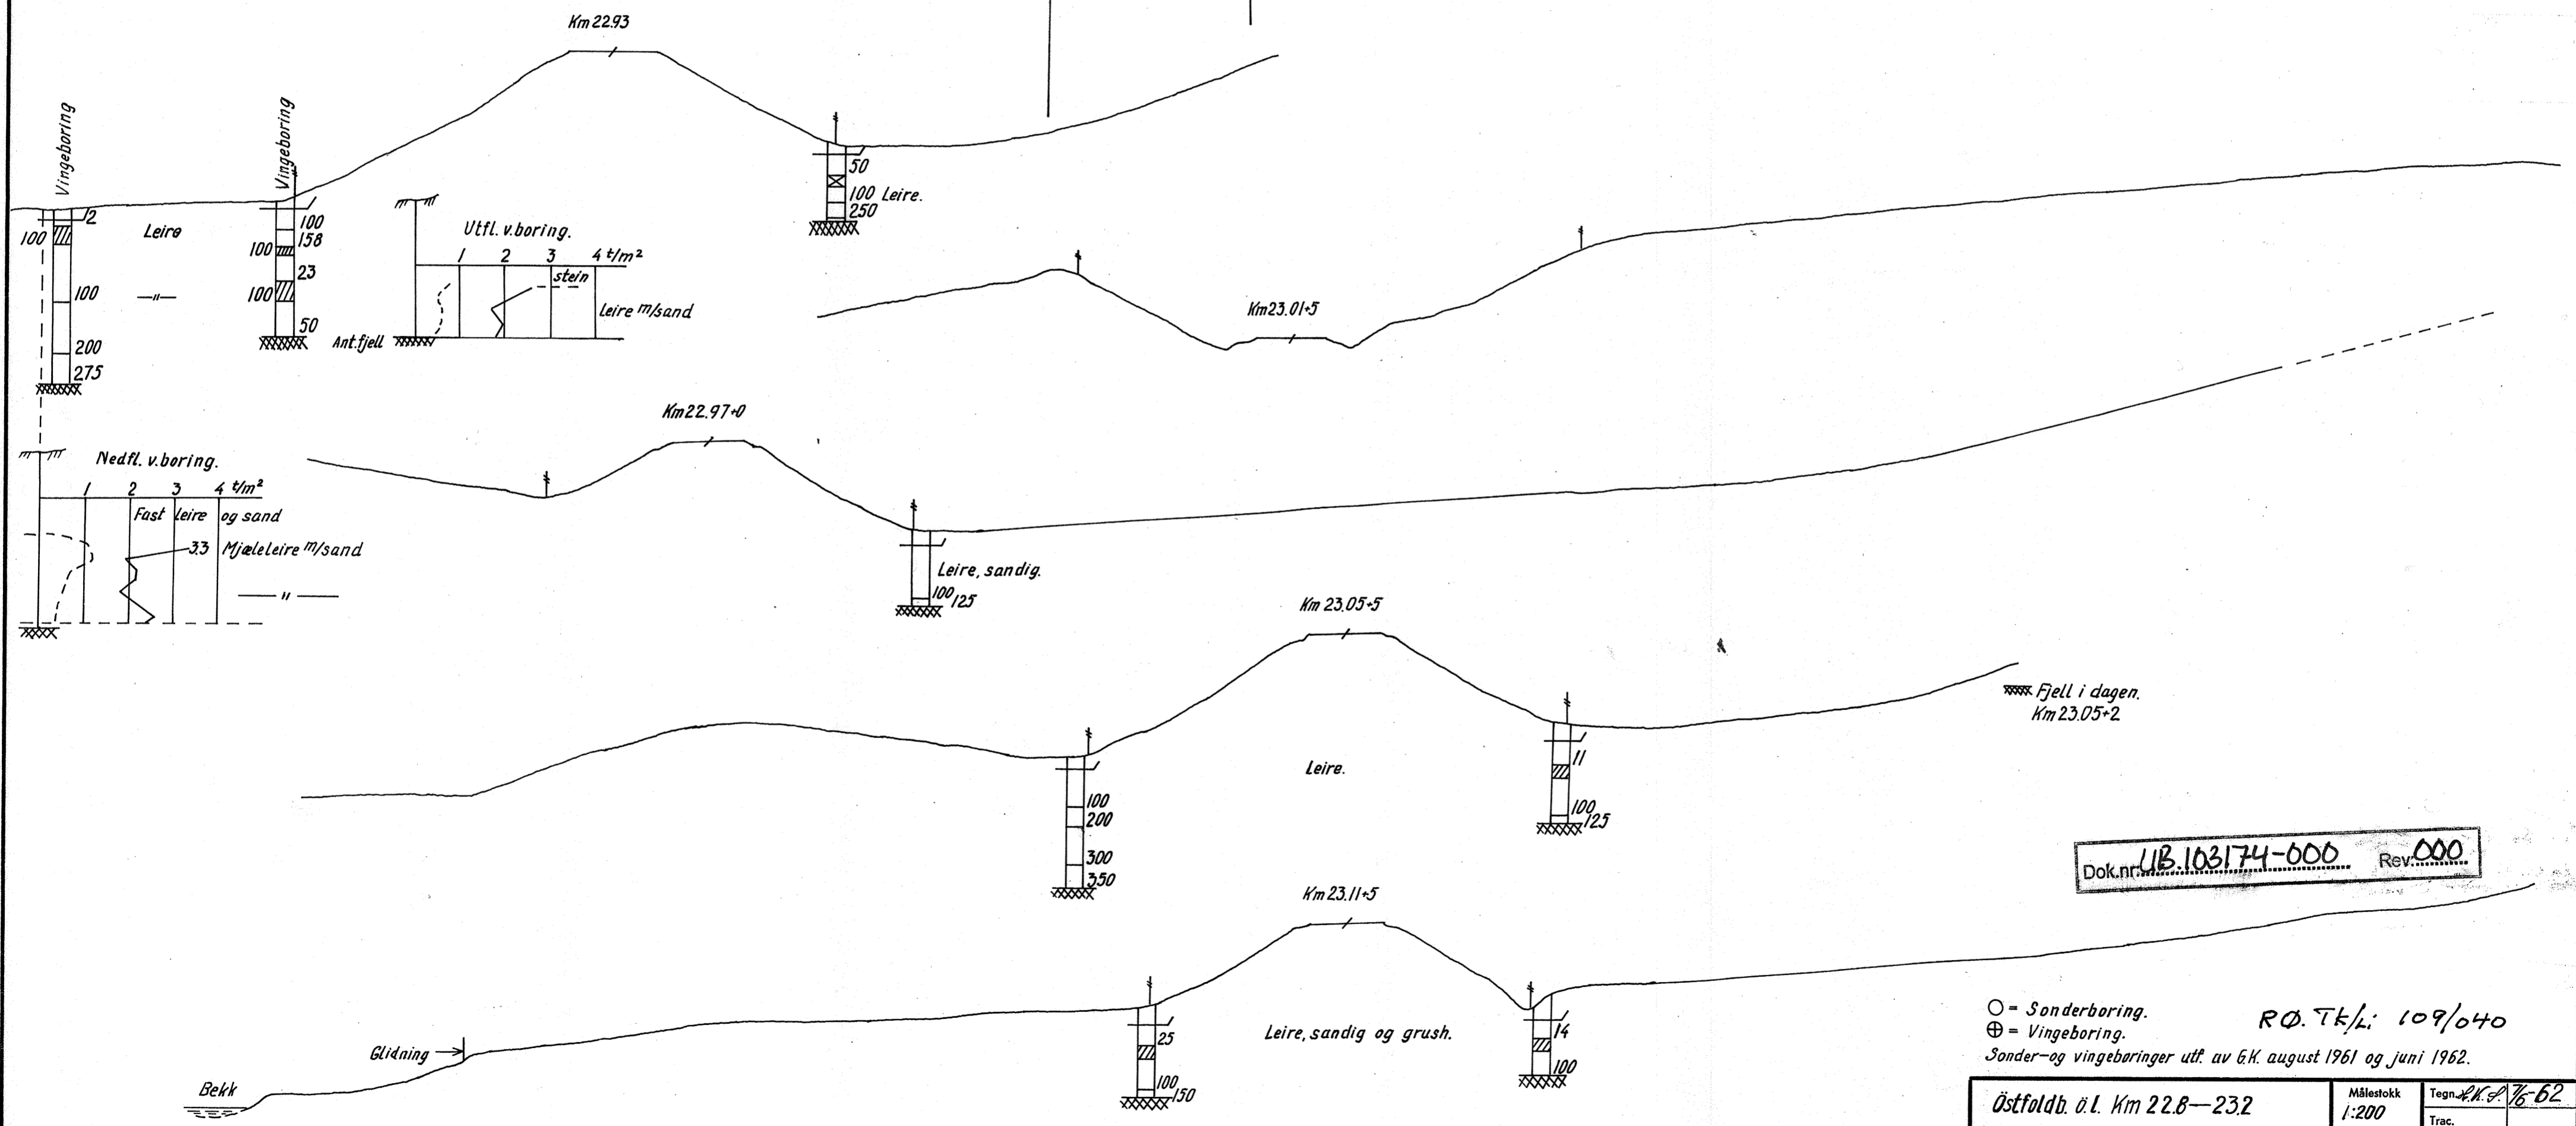 Km 22.93
Vingeboring
Vingeboring
2
100
Leire
100
— " —
200
275
100
158
100
23
100
50
Utfl. v. boring.
1 2 3 4 t/m²
stein
Leire m/sand
Ant. fjell
50
100 Leire.
250
Km 23.01+5
Km 22.97+0
Nedfl. v. boring.
1 2 3 4 t/m²
Fast leire og sand
3.3 Mjæleleire m/sand
— " —
Leire, sandig.
100
125
Km 23.05+5
Fjell i dagen.
Km 23.05+2
Leire.
100
200
300
350
11
100
125
Dok.nr: UB.103174-000 Rev: 000
Km 23.11+5
Glidning
Bekk
25
100
150
Leire, sandig og grush.
14
100
= Sonderboring.
= Vingeboring.
RØ. Tk/Li 109/040
Sonder-og vingeboringer utf. av G.K. august 1961 og juni 1962.
Östfoldb. ö.l. Km 22.8—23.2
Målestokk
1:200
Tegn. 7/6-62
Trac.